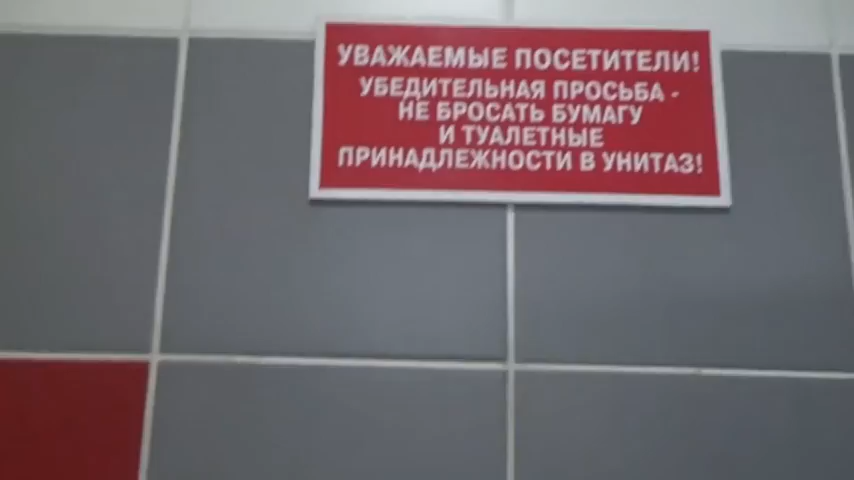 УВАЖАЕМЫЕ ПОСЕТИТЕЛИ!
УБЕДИТЕЛЬНАЯ ПРОСЬБА -
НЕ БРОСАТЬ БУМАГУ
И ТУАЛЕТНЫЕ
ПРИНАДЛЕЖНОСТИ В УНИТАЗ!